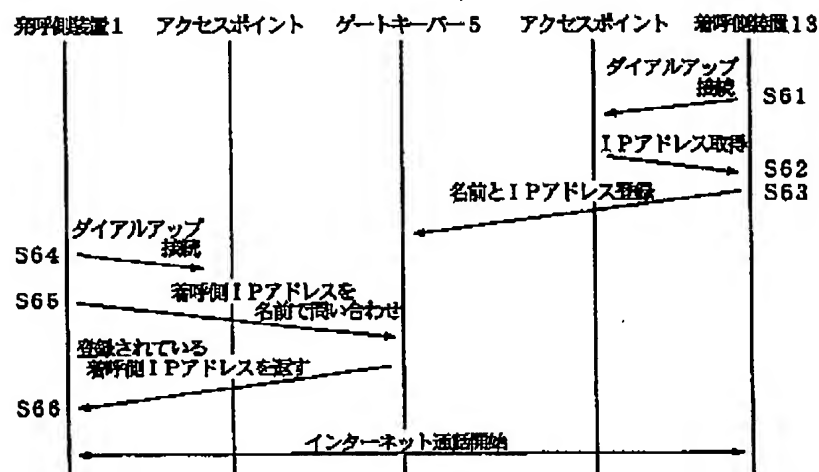 発呼側装置1 アクセスポイント ゲートキーパー5 アクセスポイント 着呼側装置13
ダイアルアップ
接続
S61
IPアドレス取得
S62
名前とIPアドレス登録
S63
ダイアルアップ
接続
S64
着呼側IPアドレスを
名前で問い合わせ
S65
登録されている
着呼側IPアドレスを返す
S66
インターネット通話開始